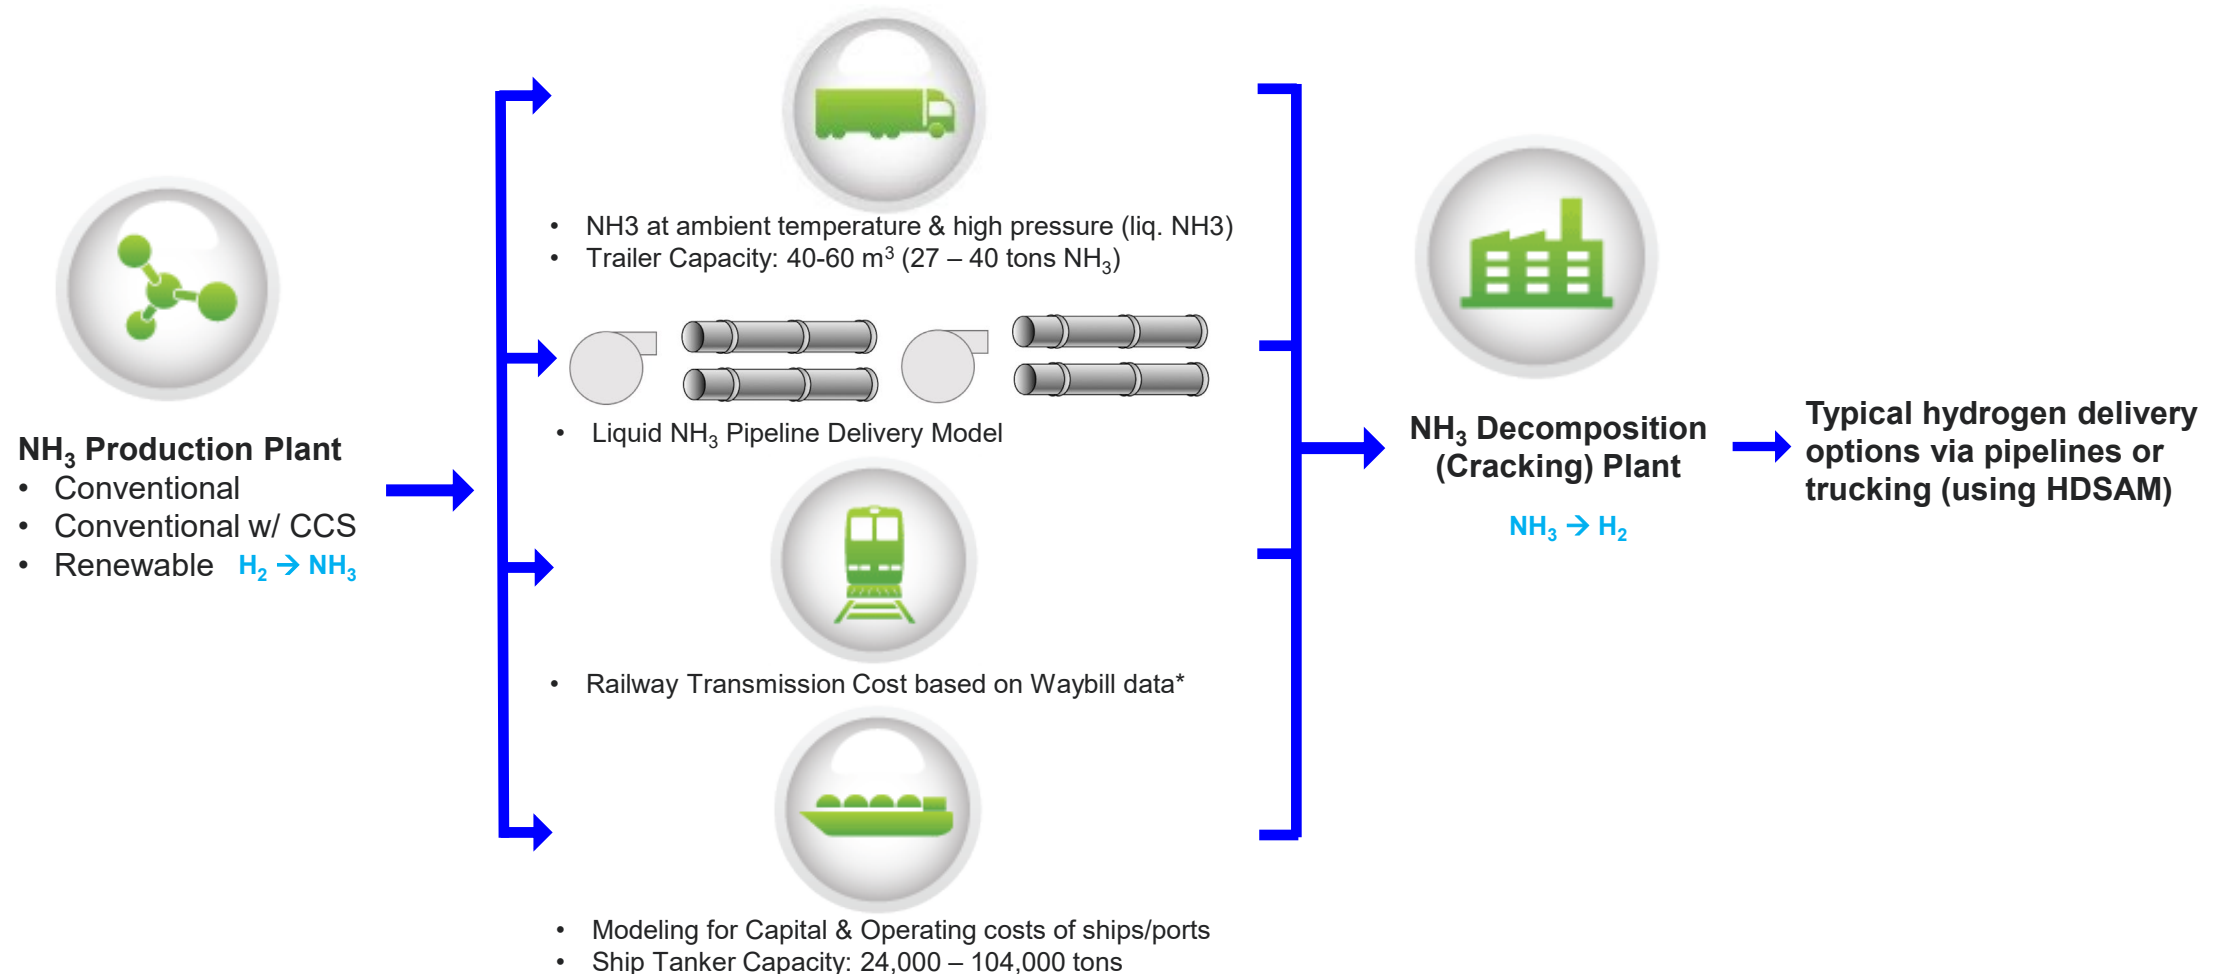 NH₃ Production Plant
• Conventional
• Conventional w/ CCS
• Renewable H₂ → NH₃
• NH3 at ambient temperature & high pressure (liq. NH3)
• Trailer Capacity: 40-60 m³ (27 – 40 tons NH₃)
• Liquid NH₃ Pipeline Delivery Model
• Railway Transmission Cost based on Waybill data*
• Modeling for Capital & Operating costs of ships/ports
• Ship Tanker Capacity: 24,000 – 104,000 tons
NH₃ Decomposition
(Cracking) Plant
NH₃ → H₂
Typical hydrogen delivery
options via pipelines or
trucking (using HDSAM)